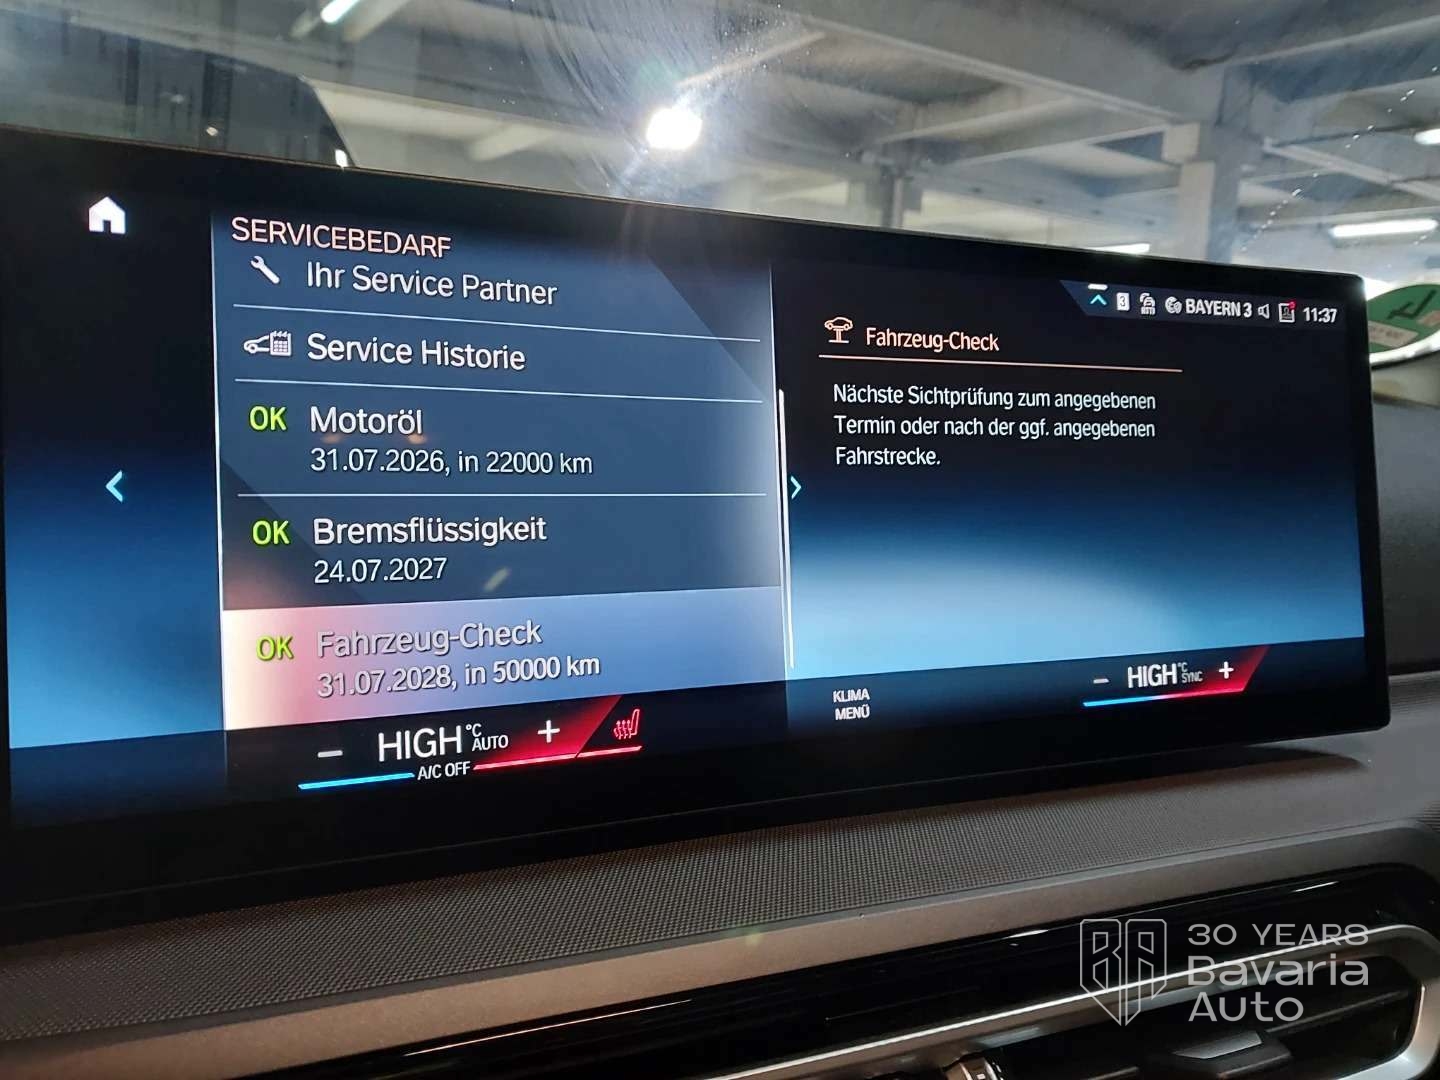 SERVICEBEDARF
Ihr Service Partner
Service Historie
OK Motoröl
31.07.2026, in 22000 km
OK Bremsflüssigkeit
24.07.2027
OK Fahrzeug-Check
31.07.2028, in 50000 km
3 BAYERN 3 11:37
Fahrzeug-Check
Nächste Sichtprüfung zum angegebenen
Termin oder nach der ggf. angegebenen
Fahrstrecke.
− HIGH °C AUTO +
A/C OFF
KLIMA
MENÜ
− HIGH °C SYNC +
BA
30 YEARS
Bavaria
Auto